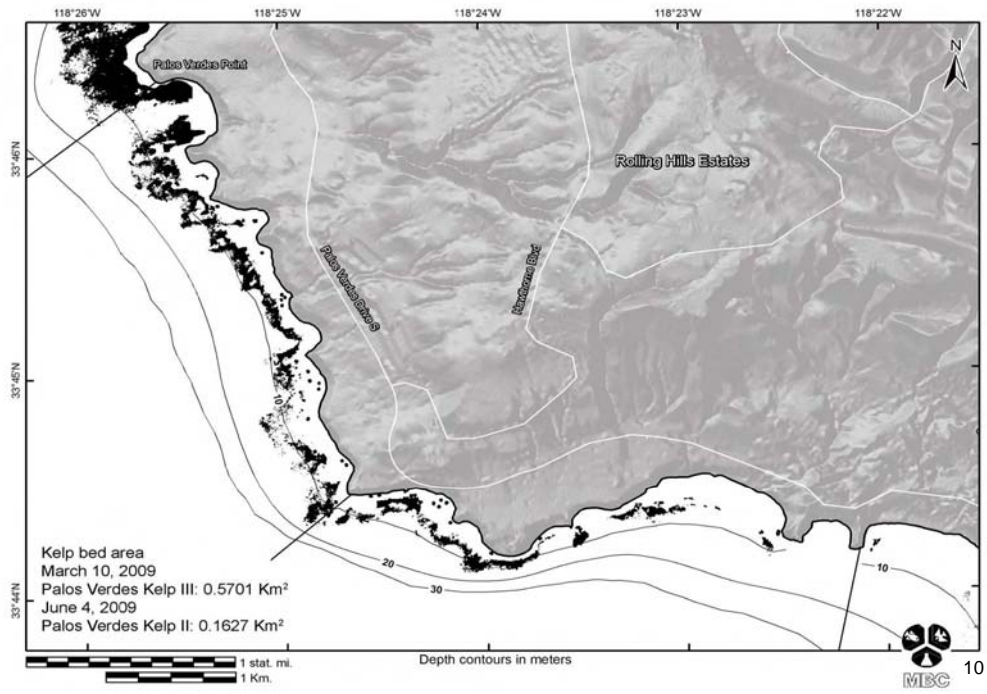 118°26'W 118°25'W 118°24'W 118°23'W 118°22'W
N
Palos Verdes Point
33°46'N
Rolling Hills Estates
Palos Verdes Drive S
Hawthorne Blvd
33°45'N
10
Kelp bed area
March 10, 2009
Palos Verdes Kelp III: 0.5701 Km²
June 4, 2009
Palos Verdes Kelp II: 0.1627 Km²
20
30
10
33°44'N
1 stat. mi.
1 Km.
Depth contours in meters
MBC
10